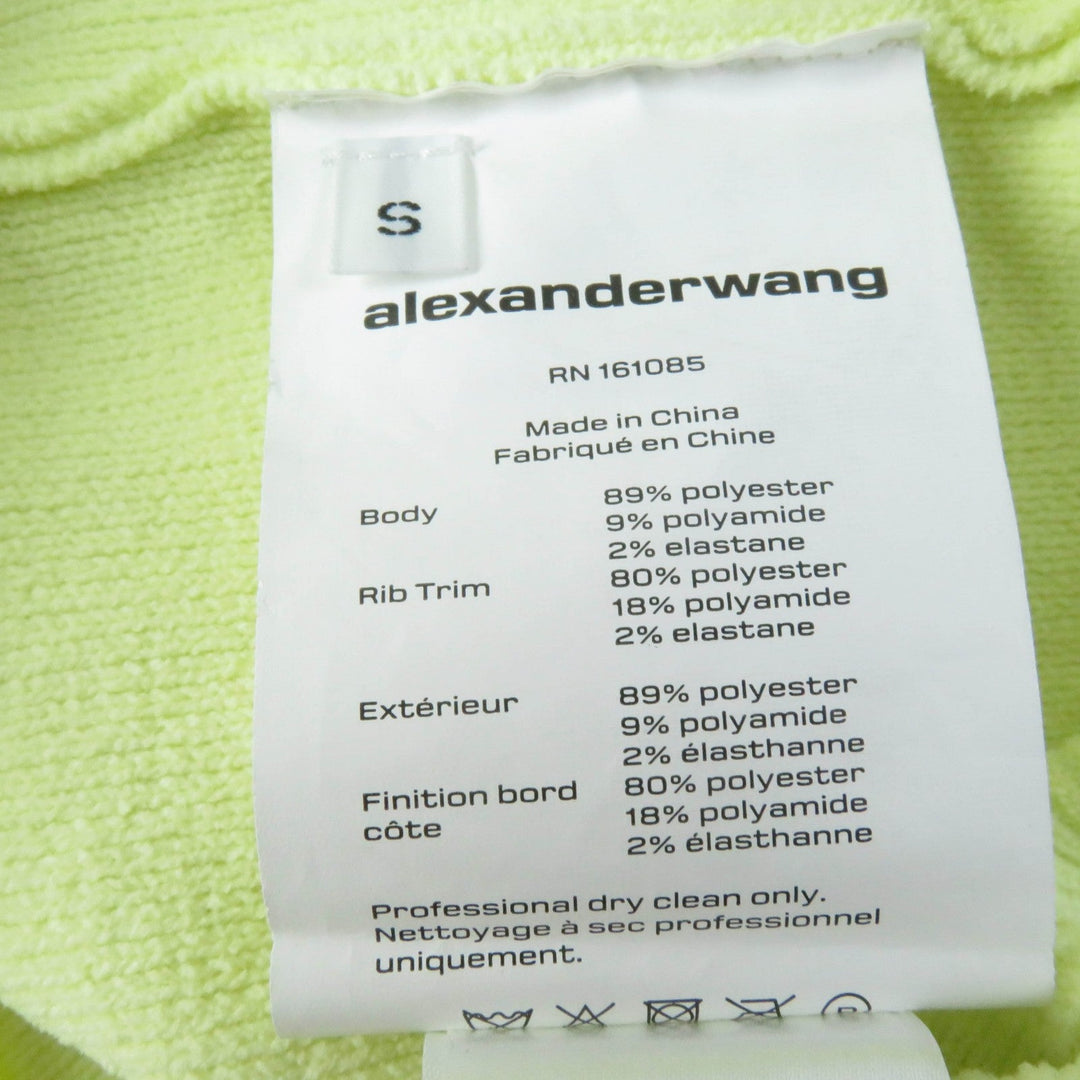 S
alexanderwang
RN 161085
Made in China
Fabriqué en Chine
Body
89% polyester
9% polyamide
2% elastane
Rib Trim
80% polyester
18% polyamide
2% elastane
Extérieur
89% polyester
9% polyamide
2% élasthanne
Finition bord
côte
80% polyester
18% polyamide
2% élasthanne
Professional dry clean only.
Nettoyage à sec professionnel
uniquement.